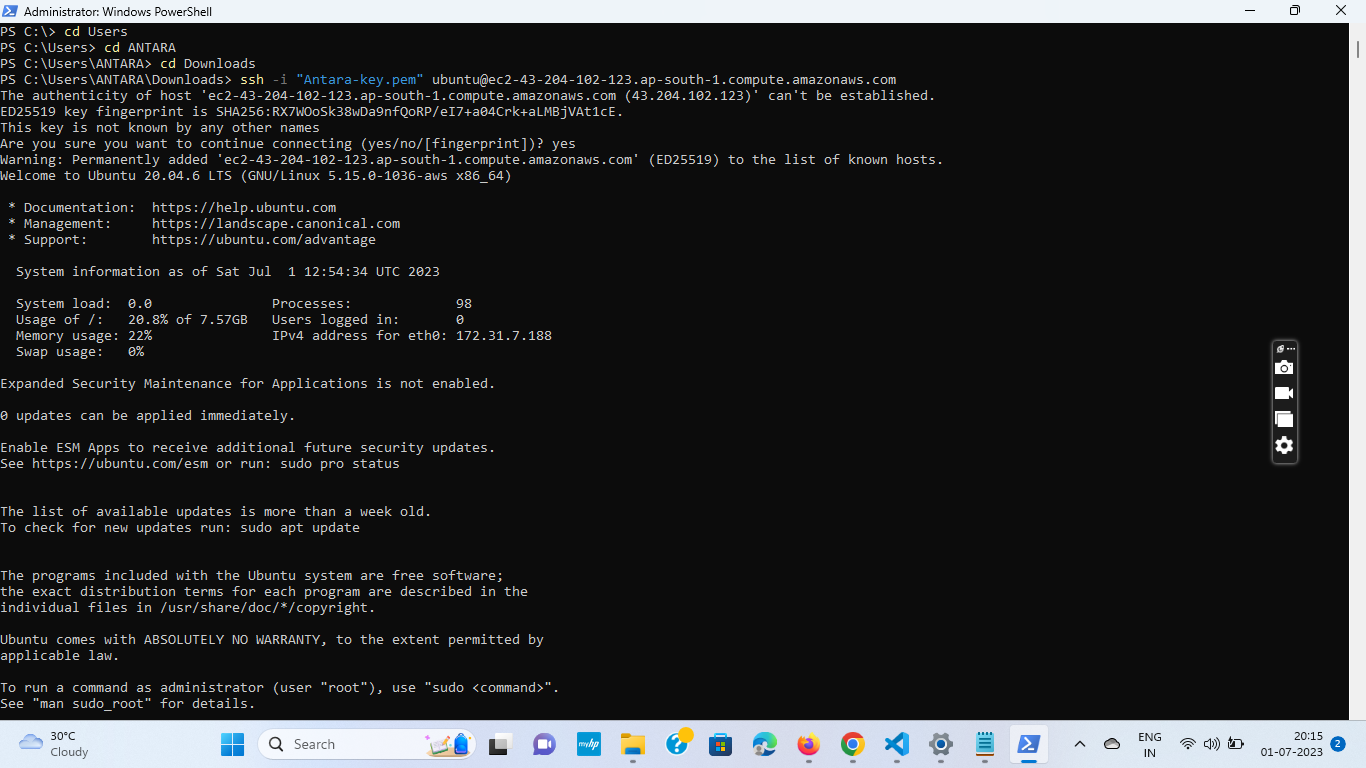 Administrator: Windows PowerShell
PS C:\> cd Users
PS C:\Users> cd ANTARA
PS C:\Users\ANTARA> cd Downloads
PS C:\Users\ANTARA\Downloads> ssh -i "Antara-key.pem" ubuntu@ec2-43-204-102-123.ap-south-1.compute.amazonaws.com
The authenticity of host 'ec2-43-204-102-123.ap-south-1.compute.amazonaws.com (43.204.102.123)' can't be established.
ED25519 key fingerprint is SHA256:RX7WOoSk38wDa9nfQoRP/eI7+a04Crk+aLMBjVAt1cE.
This key is not known by any other names
Are you sure you want to continue connecting (yes/no/[fingerprint])? yes
Warning: Permanently added 'ec2-43-204-102-123.ap-south-1.compute.amazonaws.com' (ED25519) to the list of known hosts.
Welcome to Ubuntu 20.04.6 LTS (GNU/Linux 5.15.0-1036-aws x86_64)
* Documentation:  https://help.ubuntu.com
* Management:     https://landscape.canonical.com
* Support:        https://ubuntu.com/advantage
System information as of Sat Jul  1 12:54:34 UTC 2023
System load:  0.0               Processes:             98
Usage of /:   20.8% of 7.57GB   Users logged in:       0
Memory usage: 22%               IPv4 address for eth0: 172.31.7.188
Swap usage:   0%
Expanded Security Maintenance for Applications is not enabled.
0 updates can be applied immediately.
Enable ESM Apps to receive additional future security updates.
See https://ubuntu.com/esm or run: sudo pro status
The list of available updates is more than a week old.
To check for new updates run: sudo apt update
The programs included with the Ubuntu system are free software;
the exact distribution terms for each program are described in the
individual files in /usr/share/doc/*/copyright.
Ubuntu comes with ABSOLUTELY NO WARRANTY, to the extent permitted by
applicable law.
To run a command as administrator (user "root"), use "sudo <command>".
See "man sudo_root" for details.
30°C
Cloudy
Search
myhp
ENG
IN
20:15
01-07-2023
2